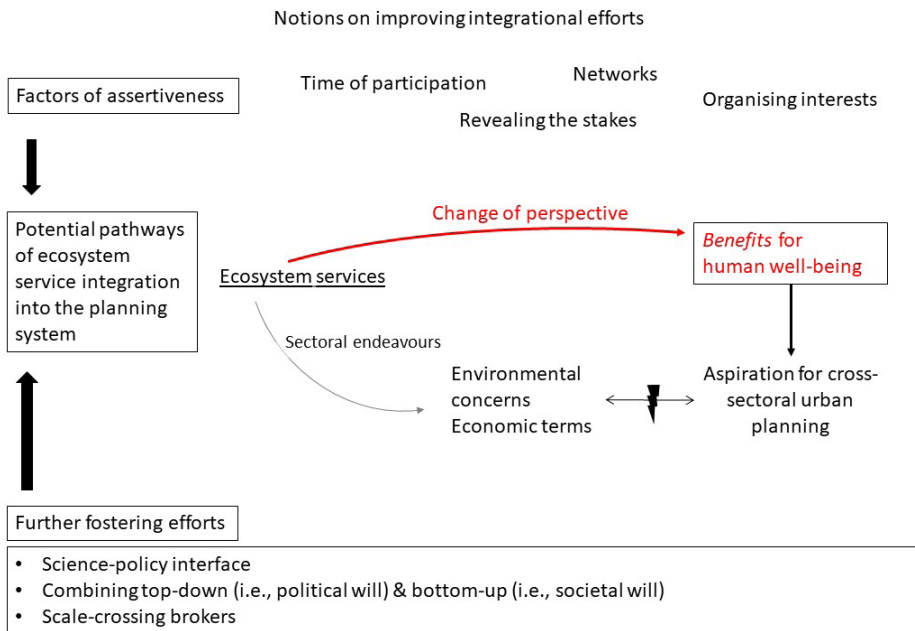 Notions on improving integrational efforts
Time of participation
Networks
Factors of assertiveness
Organising interests
Revealing the stakes
Potential pathways
of ecosystem
service integration
into the planning
system
Change of perspective
Benefits for
human well-being
Ecosystem services
Sectoral endeavours
Environmental
concerns
Economic terms
Aspiration for cross-
sectoral urban
planning
Further fostering efforts
• Science-policy interface
• Combining top-down (i.e., political will) & bottom-up (i.e., societal will)
• Scale-crossing brokers